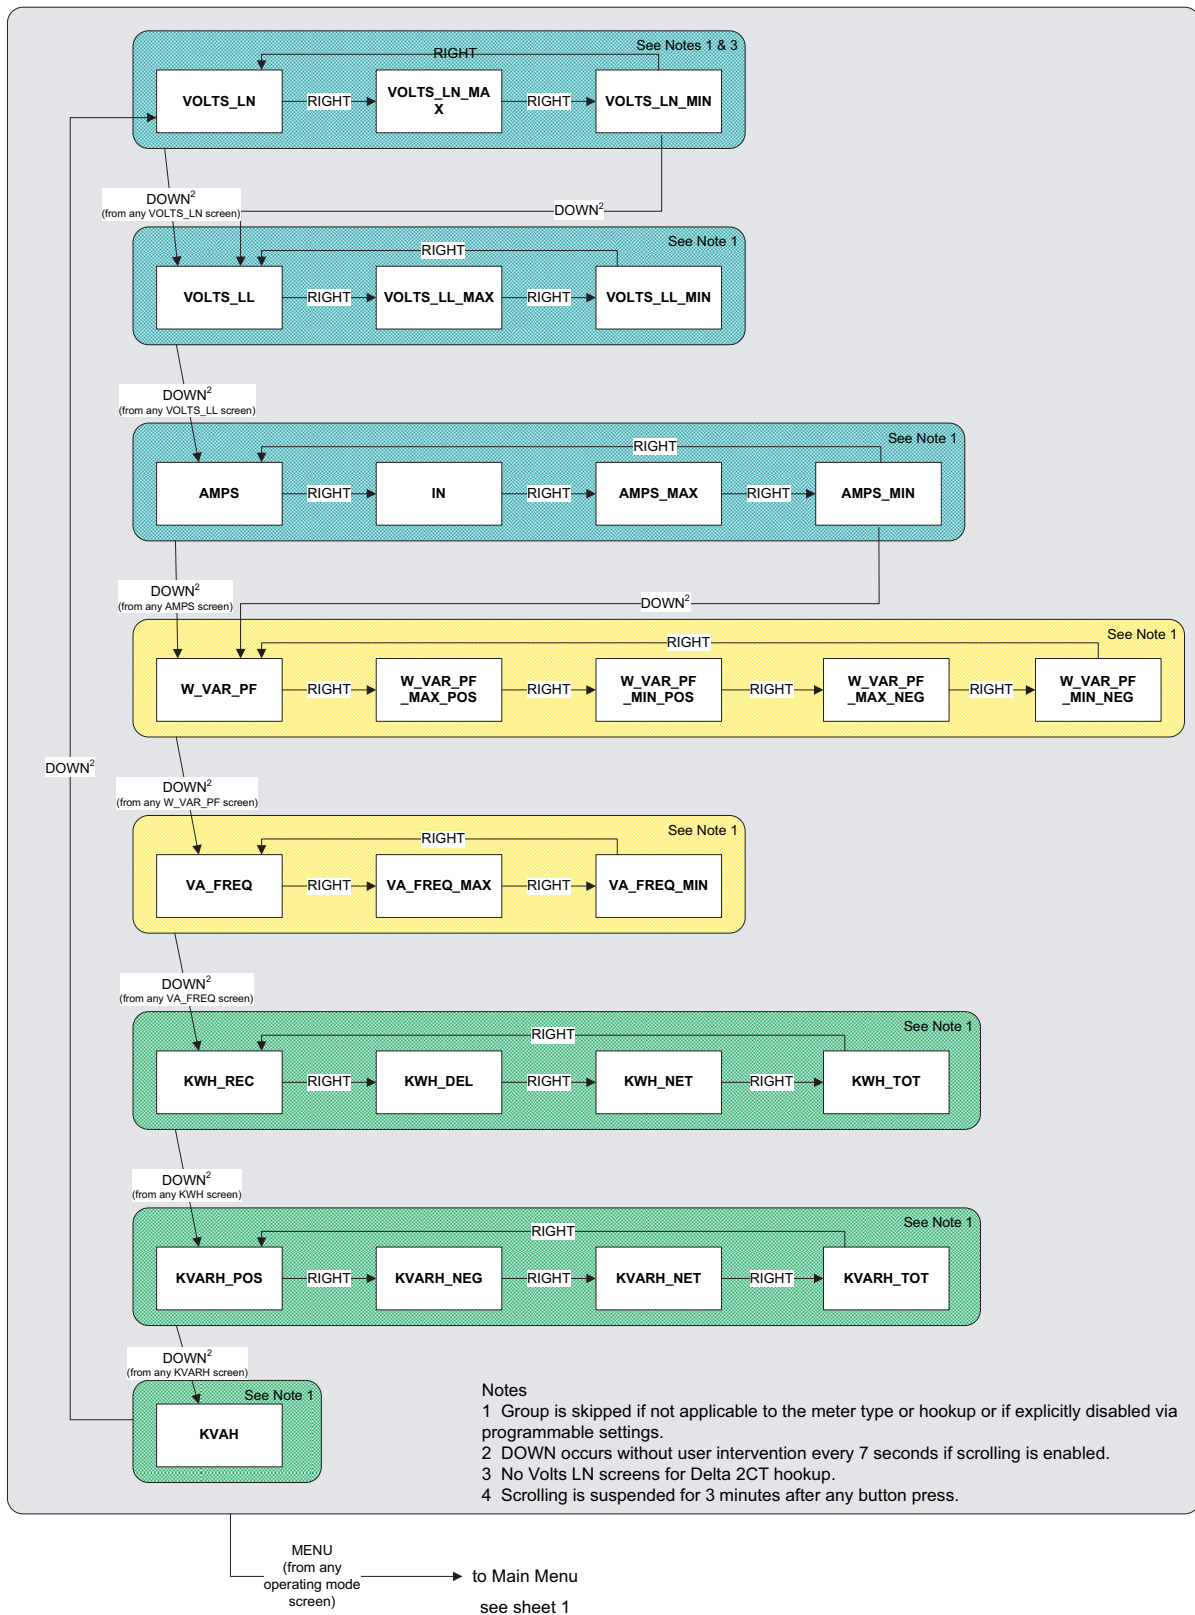 See Notes 1 & 3
RIGHT
VOLTS_LN
RIGHT
VOLTS_LN_MA
X
RIGHT
VOLTS_LN_MIN
DOWN2
(from any VOLTS_LN screen)
DOWN2
See Note 1
RIGHT
VOLTS_LL
RIGHT
VOLTS_LL_MAX
RIGHT
VOLTS_LL_MIN
DOWN2
(from any VOLTS_LL screen)
See Note 1
RIGHT
AMPS
RIGHT
IN
RIGHT
AMPS_MAX
RIGHT
AMPS_MIN
DOWN2
(from any AMPS screen)
DOWN2
See Note 1
RIGHT
W_VAR_PF
RIGHT
W_VAR_PF
_MAX_POS
RIGHT
W_VAR_PF
_MIN_POS
RIGHT
W_VAR_PF
_MAX_NEG
RIGHT
W_VAR_PF
_MIN_NEG
DOWN2
DOWN2
(from any W_VAR_PF screen)
See Note 1
RIGHT
VA_FREQ
RIGHT
VA_FREQ_MAX
RIGHT
VA_FREQ_MIN
DOWN2
(from any VA_FREQ screen)
See Note 1
RIGHT
KWH_REC
RIGHT
KWH_DEL
RIGHT
KWH_NET
RIGHT
KWH_TOT
DOWN2
(from any KWH screen)
See Note 1
RIGHT
KVARH_POS
RIGHT
KVARH_NEG
RIGHT
KVARH_NET
RIGHT
KVARH_TOT
DOWN2
(from any KVARH screen)
See Note 1
KVAH
Notes
1 Group is skipped if not applicable to the meter type or hookup or if explicitly disabled via
programmable settings.
2 DOWN occurs without user intervention every 7 seconds if scrolling is enabled.
3 No Volts LN screens for Delta 2CT hookup.
4 Scrolling is suspended for 3 minutes after any button press.
MENU
(from any
operating mode
screen)
to Main Menu
see sheet 1